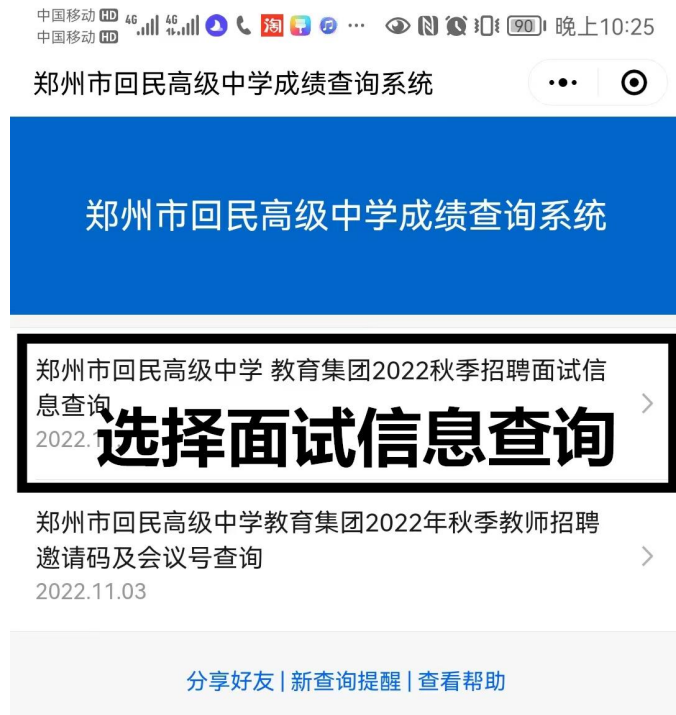 中国移动 HD 4G 4G 淘 … 90 晚上10:25
中国移动 HD
郑州市回民高级中学成绩查询系统
郑州市回民高级中学成绩查询系统
郑州市回民高级中学 教育集团2022秋季招聘面试信
息查询
2022.1
选择面试信息查询
郑州市回民高级中学教育集团2022年秋季教师招聘
邀请码及会议号查询
2022.11.03
分享好友 | 新查询提醒 | 查看帮助